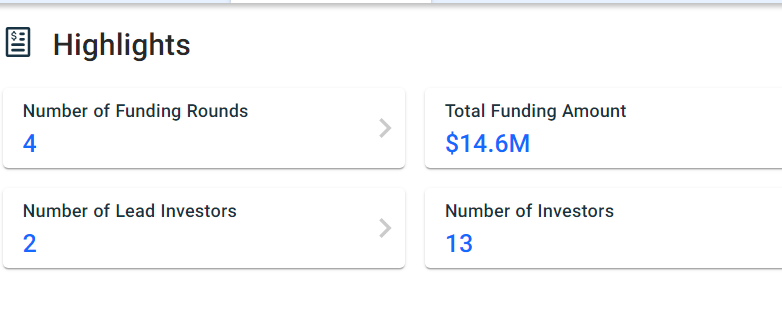 Highlights
Number of Funding Rounds
4
Total Funding Amount
$14.6M
Number of Lead Investors
2
Number of Investors
13